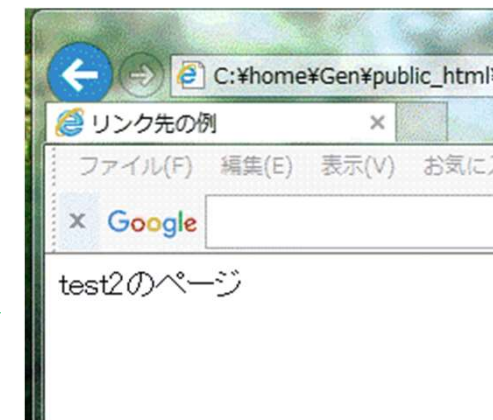 C:¥home¥Gen¥public_html¥
リンク先の例 ×
ファイル(F) 編集(E) 表示(V) お気に
× Google
test2のページ